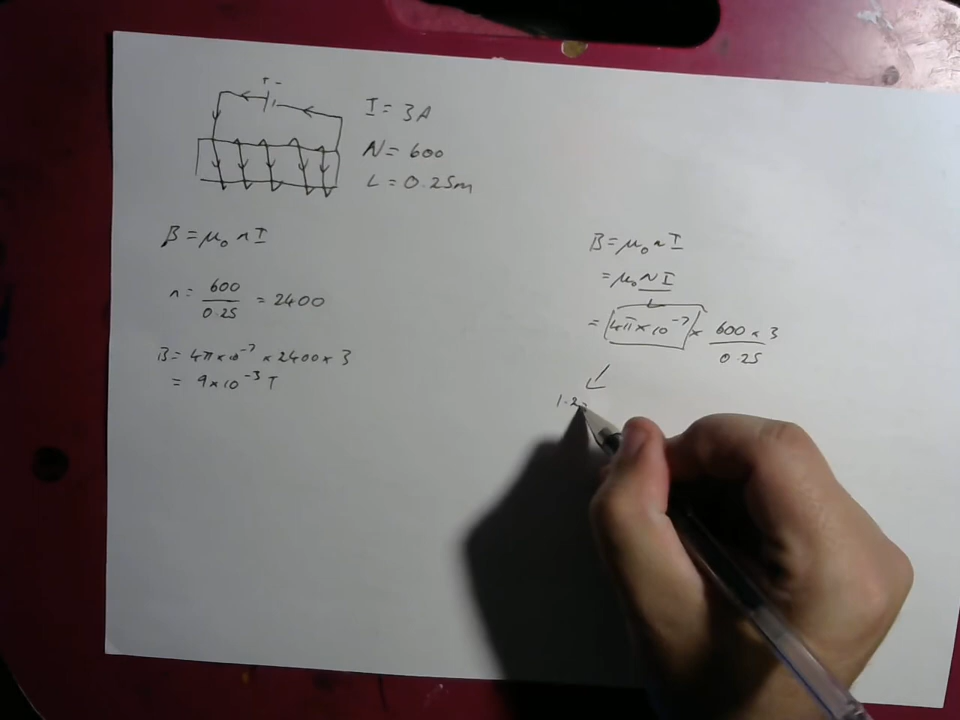 + -
I = 3A
N = 600
L = 0.25m
B = μ₀ n I
n = 600 / 0.25 = 2400
B = 4π × 10⁻⁷ × 2400 × 3
= 9 × 10⁻³ T
B = μ₀ n I
= μ₀ N I
L
= [4π × 10⁻⁷] × 600 × 3 / 0.25
1.2